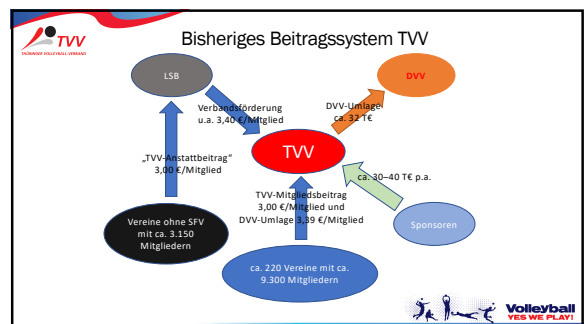 TVV
THÜRINGER VOLLEYBALL-VERBAND
Bisheriges Beitragssystem TVV
LSB
DVV
Verbandsförderung
u.a. 3,40 €/Mitglied
DVV-Umlage
ca. 32 T€
TVV
„TVV-Anstattbeitrag“
3,00 €/Mitglied
ca. 30–40 T€ p.a.
TVV-Mitgliedsbeitrag
3,00 €/Mitglied und
DVV-Umlage 3,39 €/Mitglied
Vereine ohne SFV
mit ca. 3.150
Mitgliedern
Sponsoren
ca. 220 Vereine mit ca.
9.300 Mitgliedern
Volleyball
YES WE PLAY!